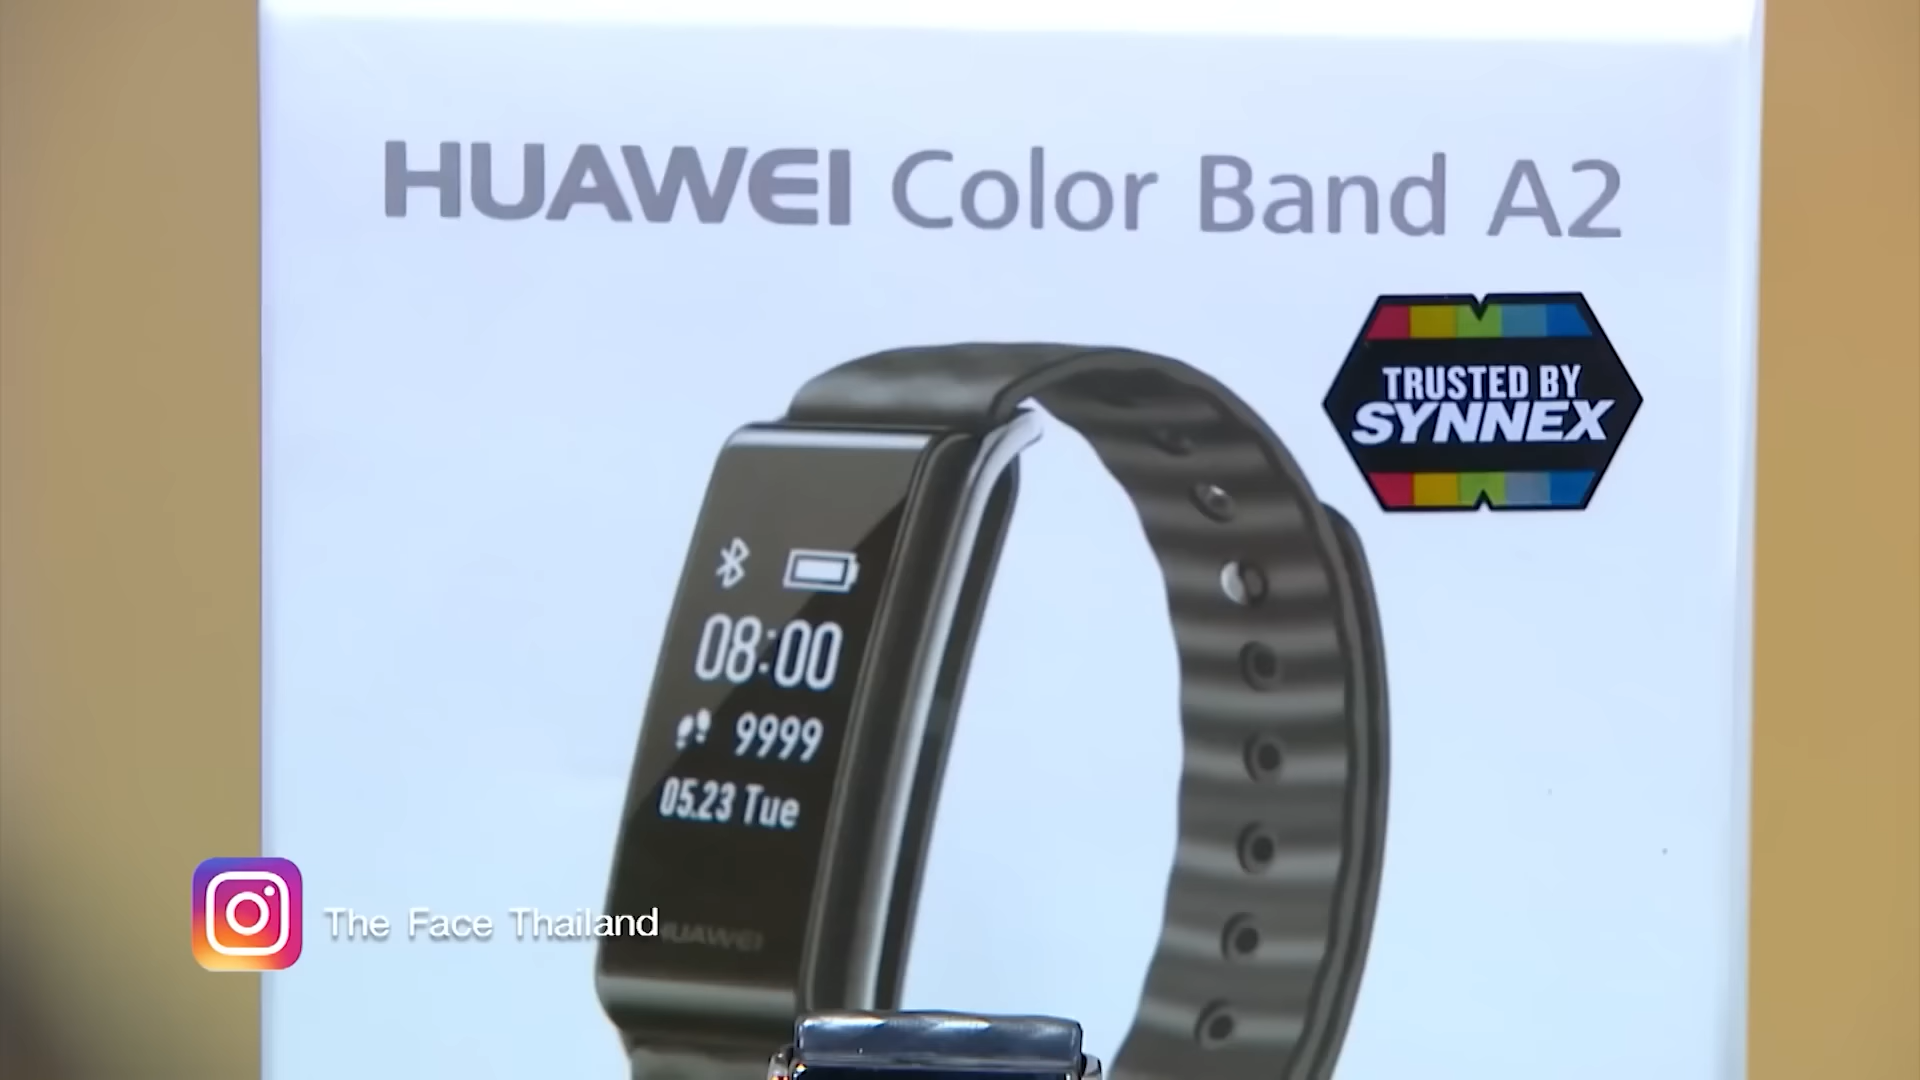 HUAWEI Color Band A2
TRUSTED BY
SYNNEX
08:00
9999
05.23 Tue
HUAWEI
The Face Thailand